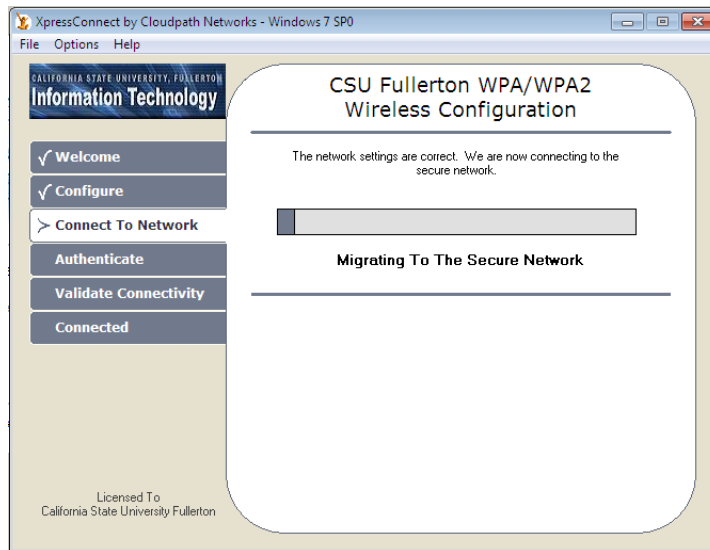 XpressConnect by Cloudpath Networks - Windows 7 SP0
File Options Help
CALIFORNIA STATE UNIVERSITY, FULLERTON
Information Technology
CSU Fullerton WPA/WPA2
Wireless Configuration
√ Welcome
√ Configure
> Connect To Network
Authenticate
Validate Connectivity
Connected
The network settings are correct. We are now connecting to the
secure network.
Migrating To The Secure Network
Licensed To
California State University Fullerton